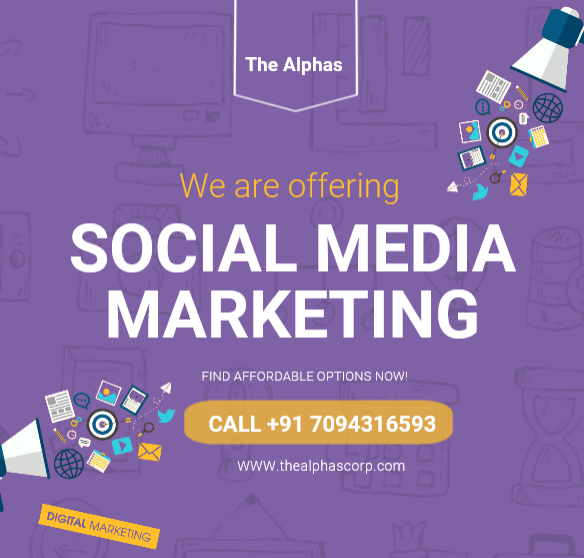 The Alphas
We are offering
SOCIAL MEDIA
MARKETING
FIND AFFORDABLE OPTIONS NOW!
CALL +91 7094316593
WWW.thealphascorp.com
DIGITAL MARKETING